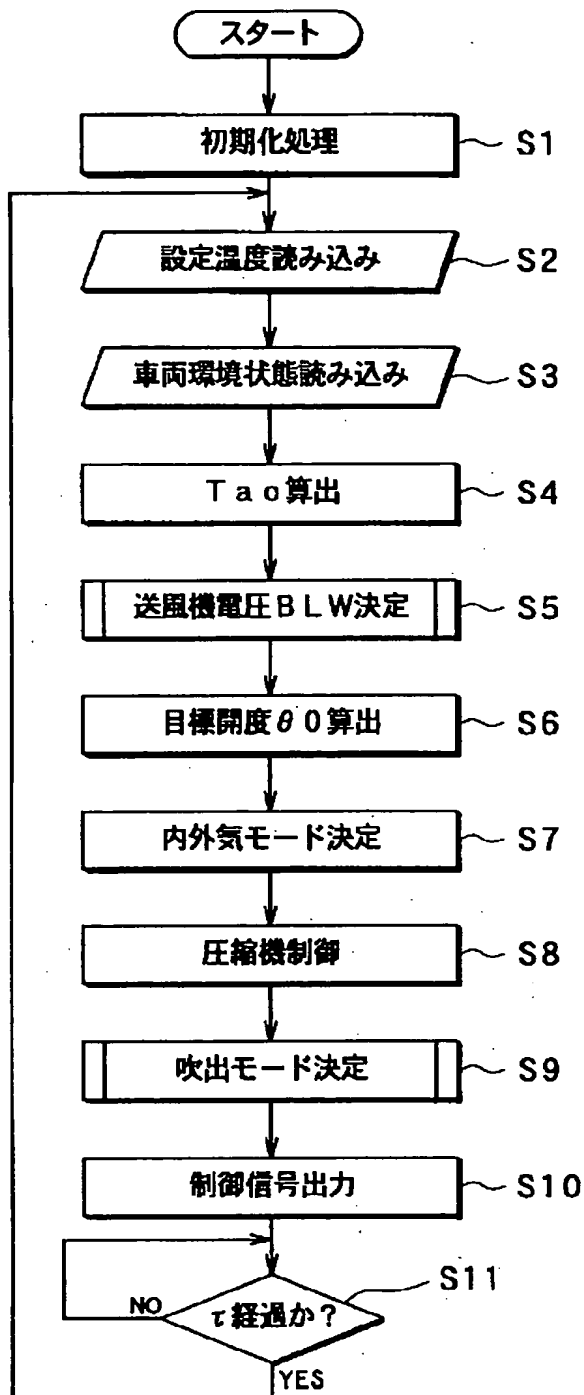 スタート
初期化処理 S1
設定温度読み込み S2
車両環境状態読み込み S3
Tao算出 S4
送風機電圧BLW決定 S5
目標開度θ0算出 S6
内外気モード決定 S7
圧縮機制御 S8
吹出モード決定 S9
制御信号出力 S10
S11
NO τ経過か?
YES